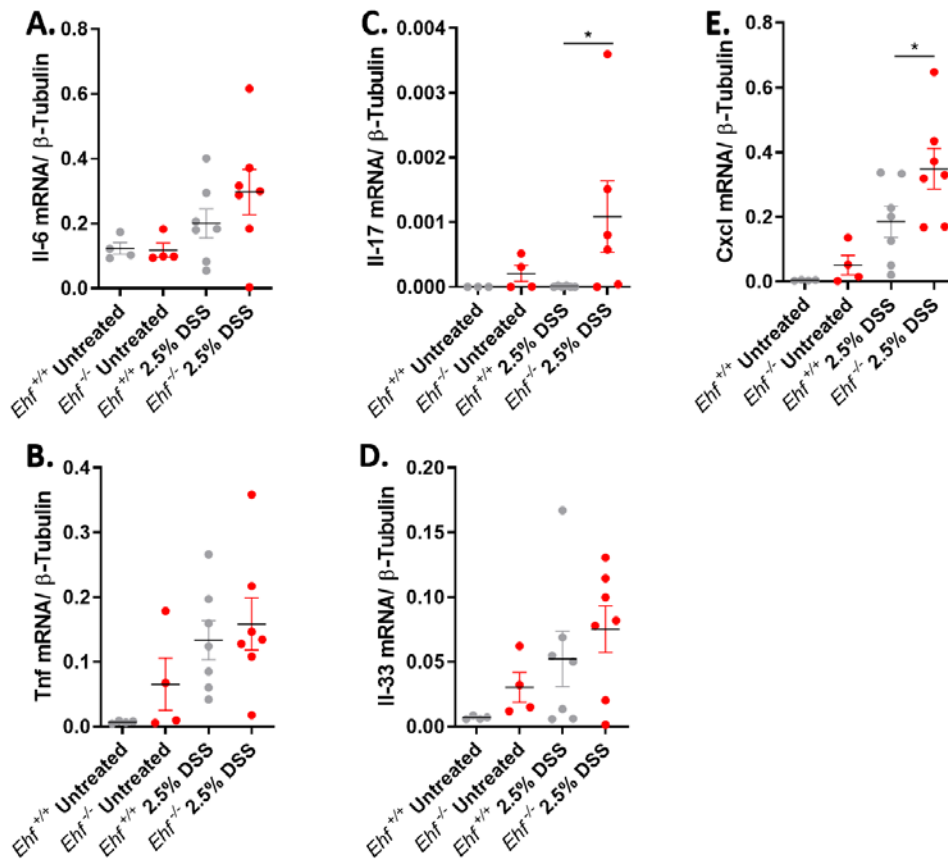 A.
Il-6 mRNA/ β-Tubulin
0.8
0.6
0.4
0.2
0.0
Ehf +/+ Untreated
Ehf -/- Untreated
Ehf +/+ 2.5% DSS
Ehf -/- 2.5% DSS
C.
Il-17 mRNA/ β-Tubulin
0.004
0.003
0.002
0.001
0.000
*
Ehf +/+ Untreated
Ehf -/- Untreated
Ehf +/+ 2.5% DSS
Ehf -/- 2.5% DSS
E.
Cxcl mRNA/ β-Tubulin
0.8
0.6
0.4
0.2
0.0
*
Ehf +/+ Untreated
Ehf -/- Untreated
Ehf +/+ 2.5% DSS
Ehf -/- 2.5% DSS
B.
Tnf mRNA/ β-Tubulin
0.4
0.3
0.2
0.1
0.0
Ehf +/+ Untreated
Ehf -/- Untreated
Ehf +/+ 2.5% DSS
Ehf -/- 2.5% DSS
D.
Il-33 mRNA/ β-Tubulin
0.20
0.15
0.10
0.05
0.00
Ehf +/+ Untreated
Ehf -/- Untreated
Ehf +/+ 2.5% DSS
Ehf -/- 2.5% DSS